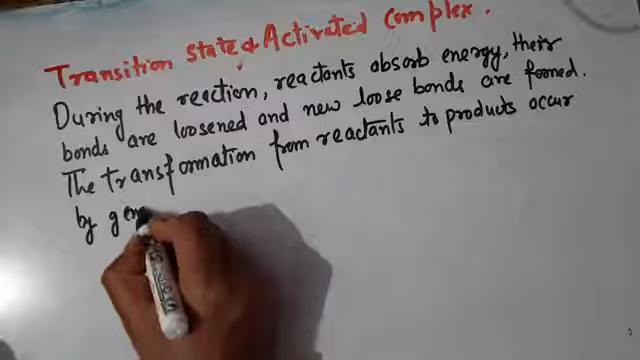 Transition state & Activated complex.
During the reaction, reactants absorb energy, their
bonds are loosened and new loose bonds are formed.
The transformation from reactants to products occur
by gen